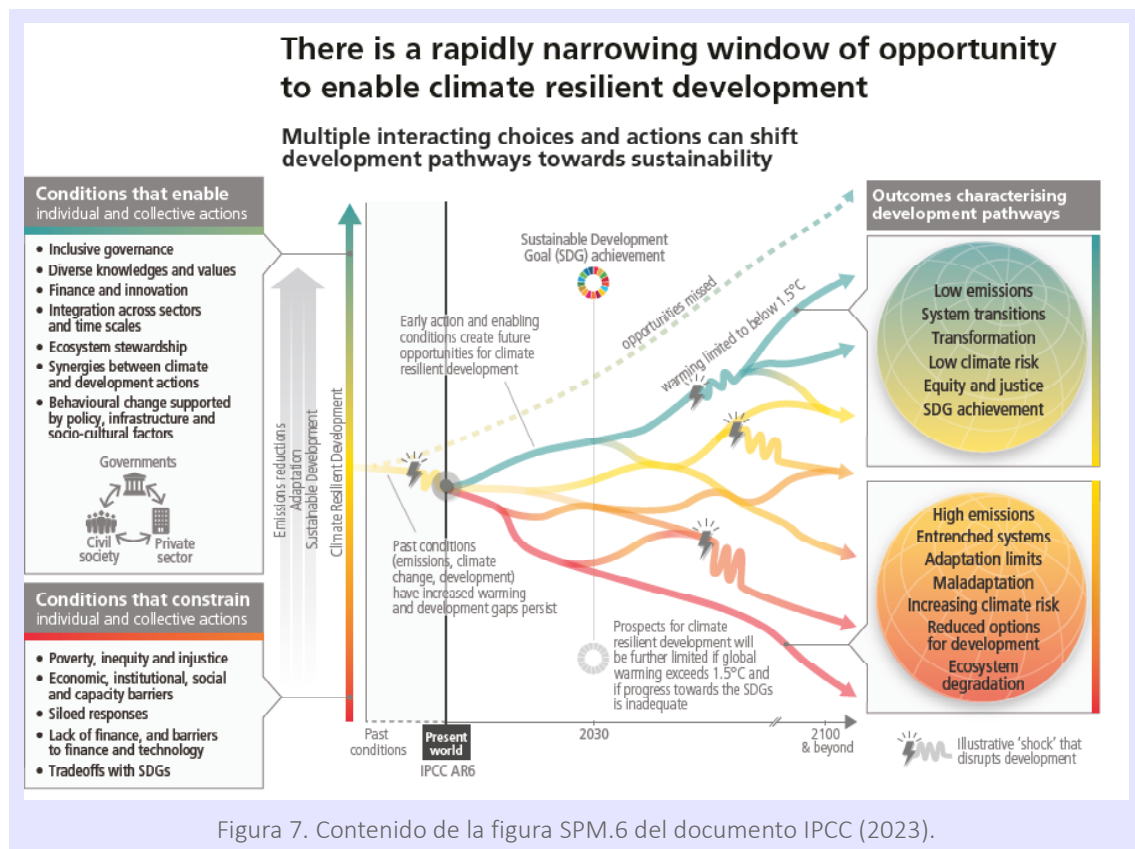 There is a rapidly narrowing window of opportunity
to enable climate resilient development
Multiple interacting choices and actions can shift
development pathways towards sustainability
Conditions that enable
individual and collective actions
• Inclusive governance
• Diverse knowledges and values
• Finance and innovation
• Integration across sectors
and time scales
• Ecosystem stewardship
• Synergies between climate
and development actions
• Behavioural change supported
by policy, infrastructure and
socio-cultural factors
Governments
Civil
society
Private
sector
Conditions that constrain
individual and collective actions
• Poverty, inequity and injustice
• Economic, institutional, social
and capacity barriers
• Siloed responses
• Lack of finance, and barriers
to finance and technology
• Tradeoffs with SDGs
Emissions reductions
Adaptation
Sustainable Development
Climate Resilient Development
Sustainable Development
Goal (SDG) achievement
Early action and enabling
conditions create future
opportunities for climate
resilient development
opportunities missed
warming limited to below 1.5°C
Past conditions
(emissions, climate
change, development)
have increased warming
and development gaps persist
Prospects for climate
resilient development will
be further limited if global
warming exceeds 1.5°C and
if progress towards the SDGs
is inadequate
Past
conditions
Present
world
IPCC AR6
2030
2100
& beyond
Outcomes characterising
development pathways
Low emissions
System transitions
Transformation
Low climate risk
Equity and justice
SDG achievement
High emissions
Entrenched systems
Adaptation limits
Maladaptation
Increasing climate risk
Reduced options
for development
Ecosystem
degradation
Illustrative 'shock' that
disrupts development
Figura 7. Contenido de la figura SPM.6 del documento IPCC (2023).